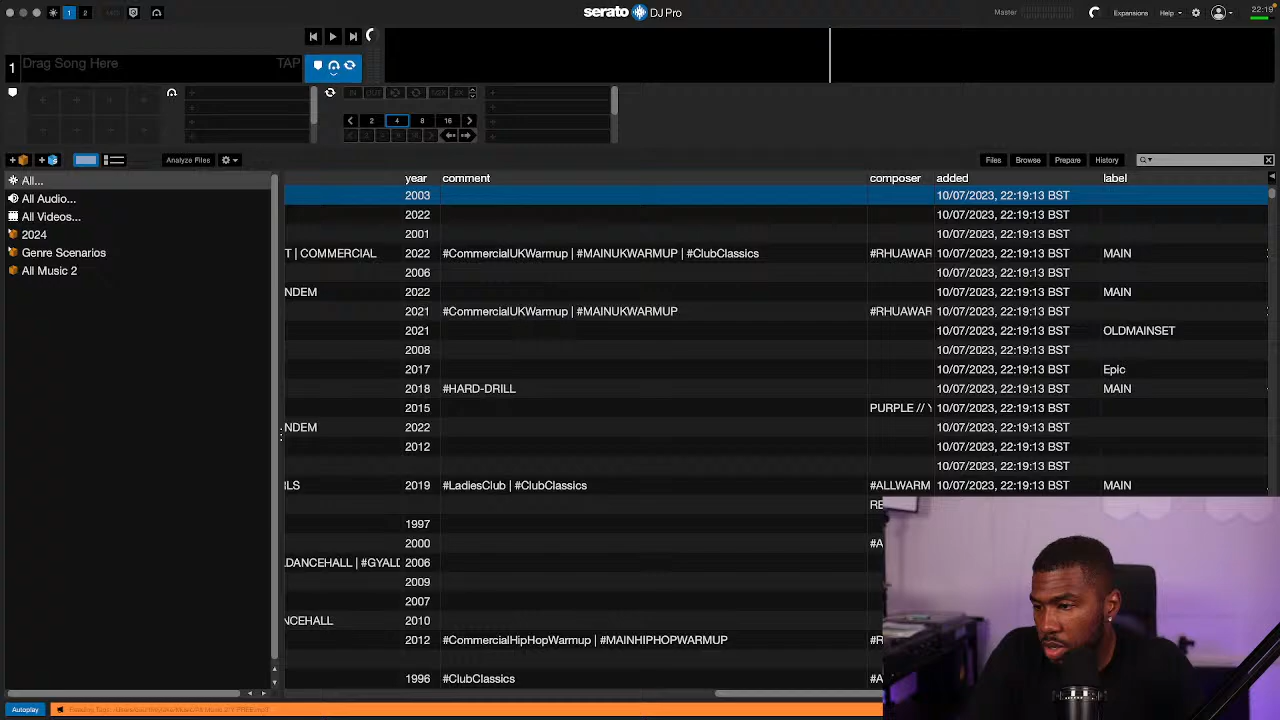 1 2 MIDI serato DJ Pro Master Expansions Help 22:19
1 Drag Song Here TAP
IN OUT 2X
2 4 8 16
Analyze Files Files Browse Prepare History
All... year comment composer added label
2003 10/07/2023, 22:19:13 BST
All Audio...
All Videos... 2022 10/07/2023, 22:19:13 BST
2024 2001 10/07/2023, 22:19:13 BST
Genre Scenarios T | COMMERCIAL 2022 #CommercialUKWarmup | #MAINUKWARMUP | #ClubClassics #RHUAWAR 10/07/2023, 22:19:13 BST MAIN
All Music 2 2006 10/07/2023, 22:19:13 BST
NDEM 2022 10/07/2023, 22:19:13 BST MAIN
2021 #CommercialUKWarmup | #MAINUKWARMUP #RHUAWAR 10/07/2023, 22:19:13 BST
2021 10/07/2023, 22:19:13 BST OLDMAINSET
2008 10/07/2023, 22:19:13 BST
2017 10/07/2023, 22:19:13 BST Epic
2018 #HARD-DRILL 10/07/2023, 22:19:13 BST MAIN
2015 PURPLE // Y 10/07/2023, 22:19:13 BST
NDEM 2022 10/07/2023, 22:19:13 BST
2012 10/07/2023, 22:19:13 BST
10/07/2023, 22:19:13 BST
RLS 2019 #LadiesClub | #ClubClassics #ALLWARM 10/07/2023, 22:19:13 BST MAIN
RE
1997
2000 #A
DANCEHALL | #GYALD 2006
2009
2007
NCEHALL 2010
2012 #CommercialHipHopWarmup | #MAINHIPHOPWARMUP #R
1996 #ClubClassics #A
Autoplay